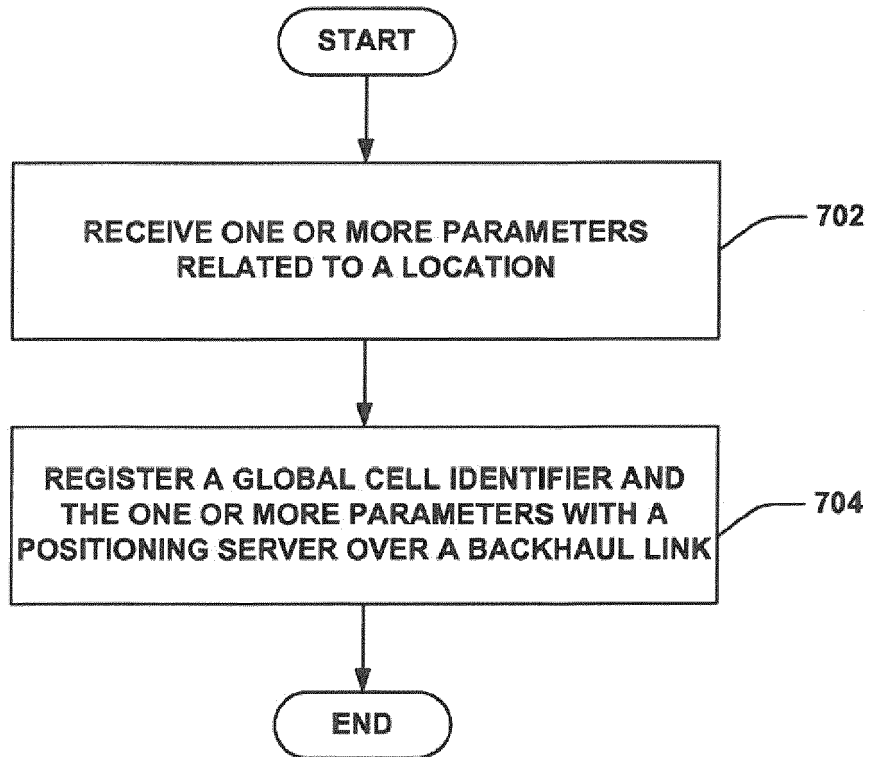 START
RECEIVE ONE OR MORE PARAMETERS
RELATED TO A LOCATION
702
REGISTER A GLOBAL CELL IDENTIFIER AND
THE ONE OR MORE PARAMETERS WITH A
POSITIONING SERVER OVER A BACKHAUL LINK
704
END